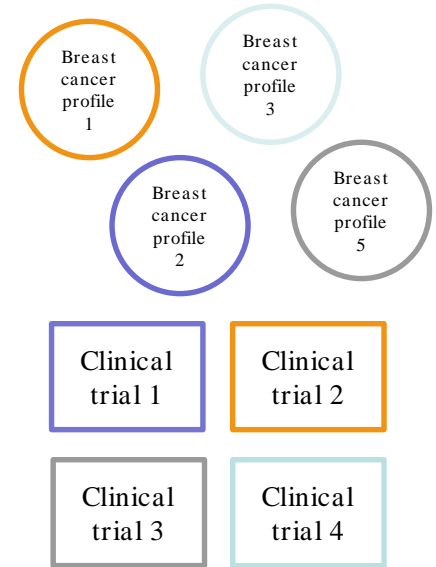 Breast
cancer
profile
1
Breast
cancer
profile
3
Breast
cancer
profile
2
Breast
cancer
profile
5
Clinical
trial 1
Clinical
trial 2
Clinical
trial 3
Clinical
trial 4